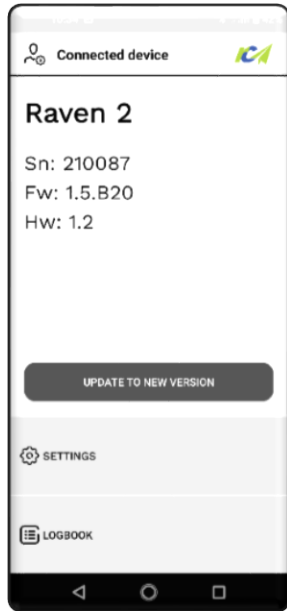 Connected device
Raven 2
Sn: 210087
Fw: 1.5.B20
Hw: 1.2
UPDATE TO NEW VERSION
SETTINGS
LOGBOOK